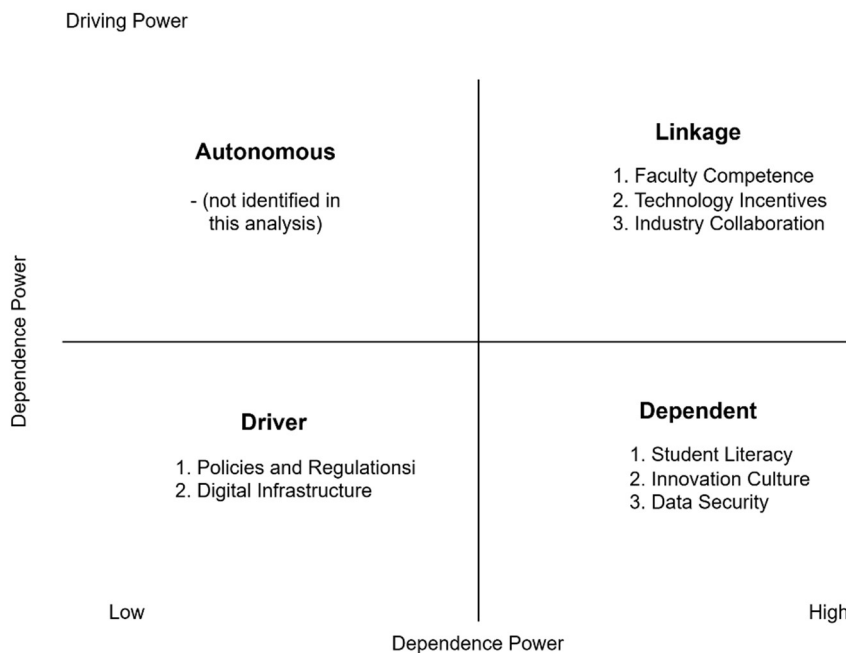 Driving Power
Autonomous
- (not identified in
this analysis)
Linkage
1. Faculty Competence
2. Technology Incentives
3. Industry Collaboration
Dependence Power
Driver
1. Policies and Regulationsi
2. Digital Infrastructure
Dependent
1. Student Literacy
2. Innovation Culture
3. Data Security
Low
High
Dependence Power